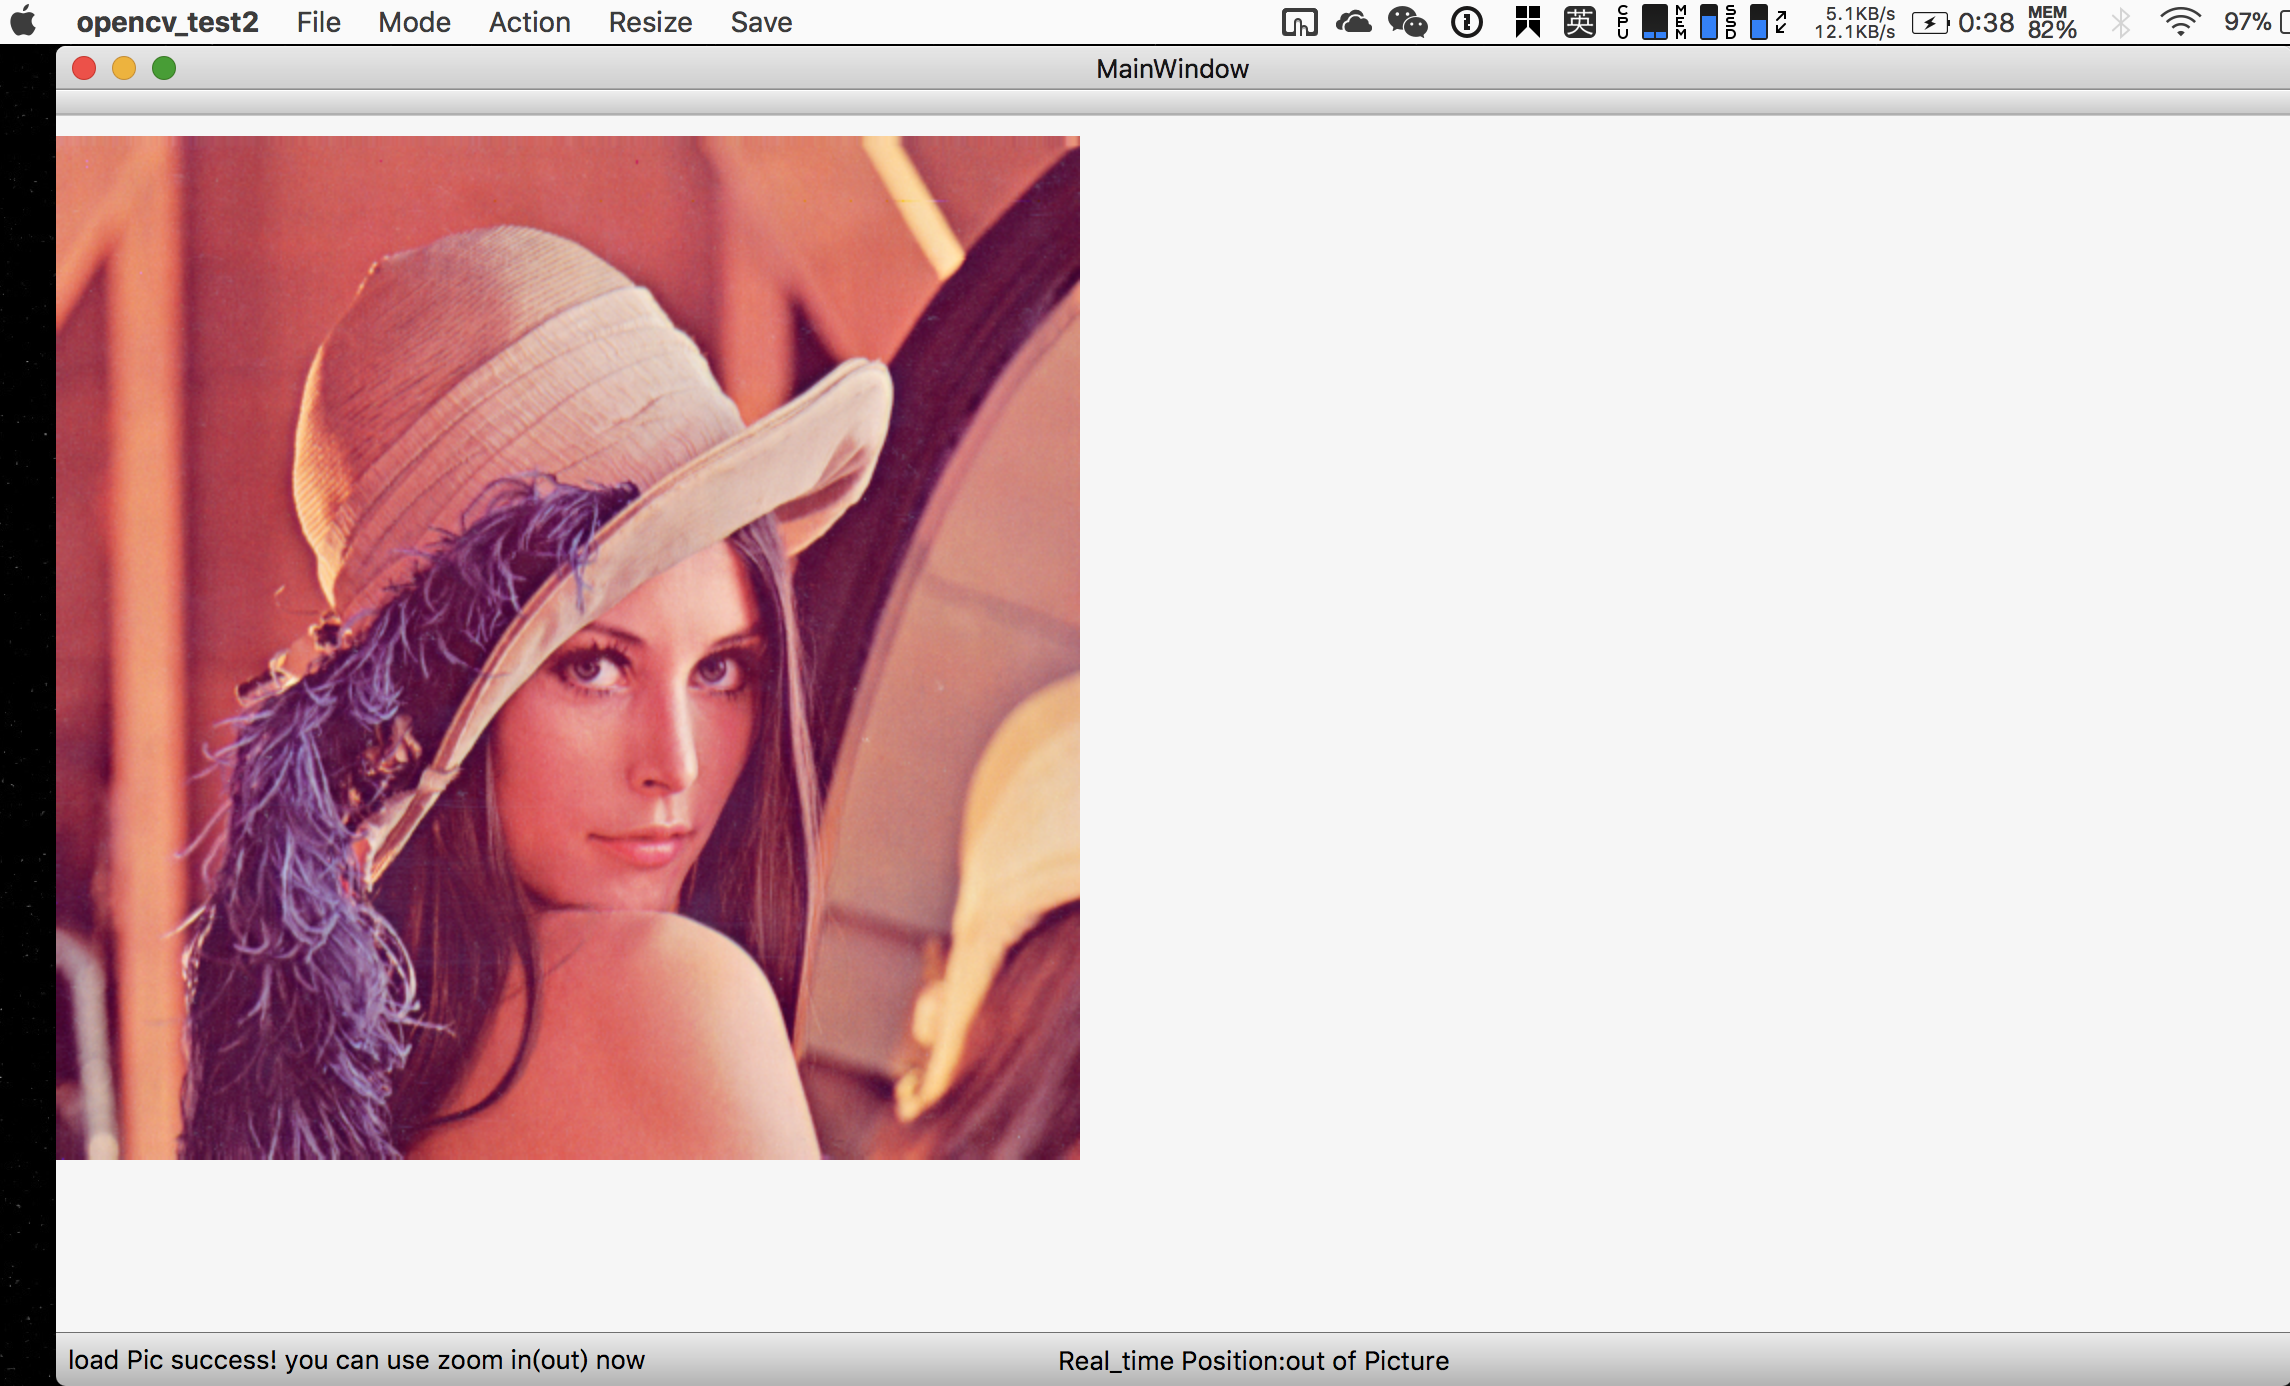 opencv_test2 File Mode Action Resize Save 英 CPU MEM SSD 5.1KB/s 12.1KB/s 0:38 MEM 82% 97%
MainWindow
load Pic success! you can use zoom in(out) now Real_time Position:out of Picture